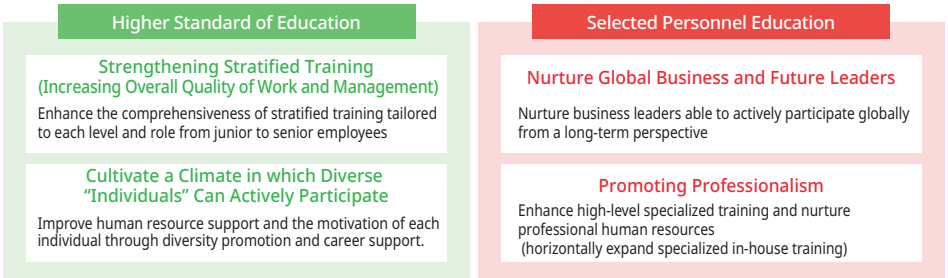 Higher Standard of Education
Strengthening Stratified Training
(Increasing Overall Quality of Work and Management)
Enhance the comprehensiveness of stratified training tailored
to each level and role from junior to senior employees
Cultivate a Climate in which Diverse
“Individuals” Can Actively Participate
Improve human resource support and the motivation of each
individual through diversity promotion and career support.
Selected Personnel Education
Nurture Global Business and Future Leaders
Nurture business leaders able to actively participate globally
from a long-term perspective
Promoting Professionalism
Enhance high-level specialized training and nurture
professional human resources
(horizontally expand specialized in-house training)